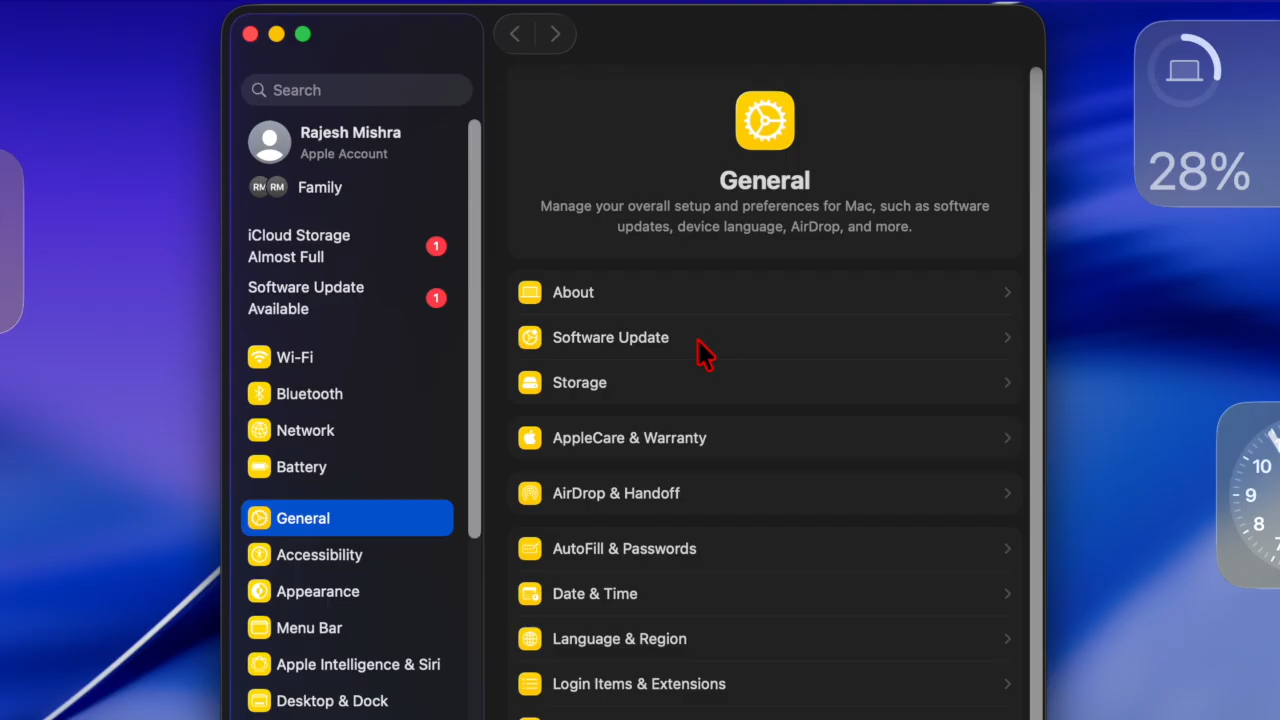 Search
Rajesh Mishra
Apple Account
RM RM Family
iCloud Storage
Almost Full
1
Software Update
Available
1
Wi-Fi
Bluetooth
Network
Battery
General
Accessibility
Appearance
Menu Bar
Apple Intelligence & Siri
Desktop & Dock
General
Manage your overall setup and preferences for Mac, such as software
updates, device language, AirDrop, and more.
About
Software Update
Storage
AppleCare & Warranty
AirDrop & Handoff
AutoFill & Passwords
Date & Time
Language & Region
Login Items & Extensions
28%
10
9
8
7